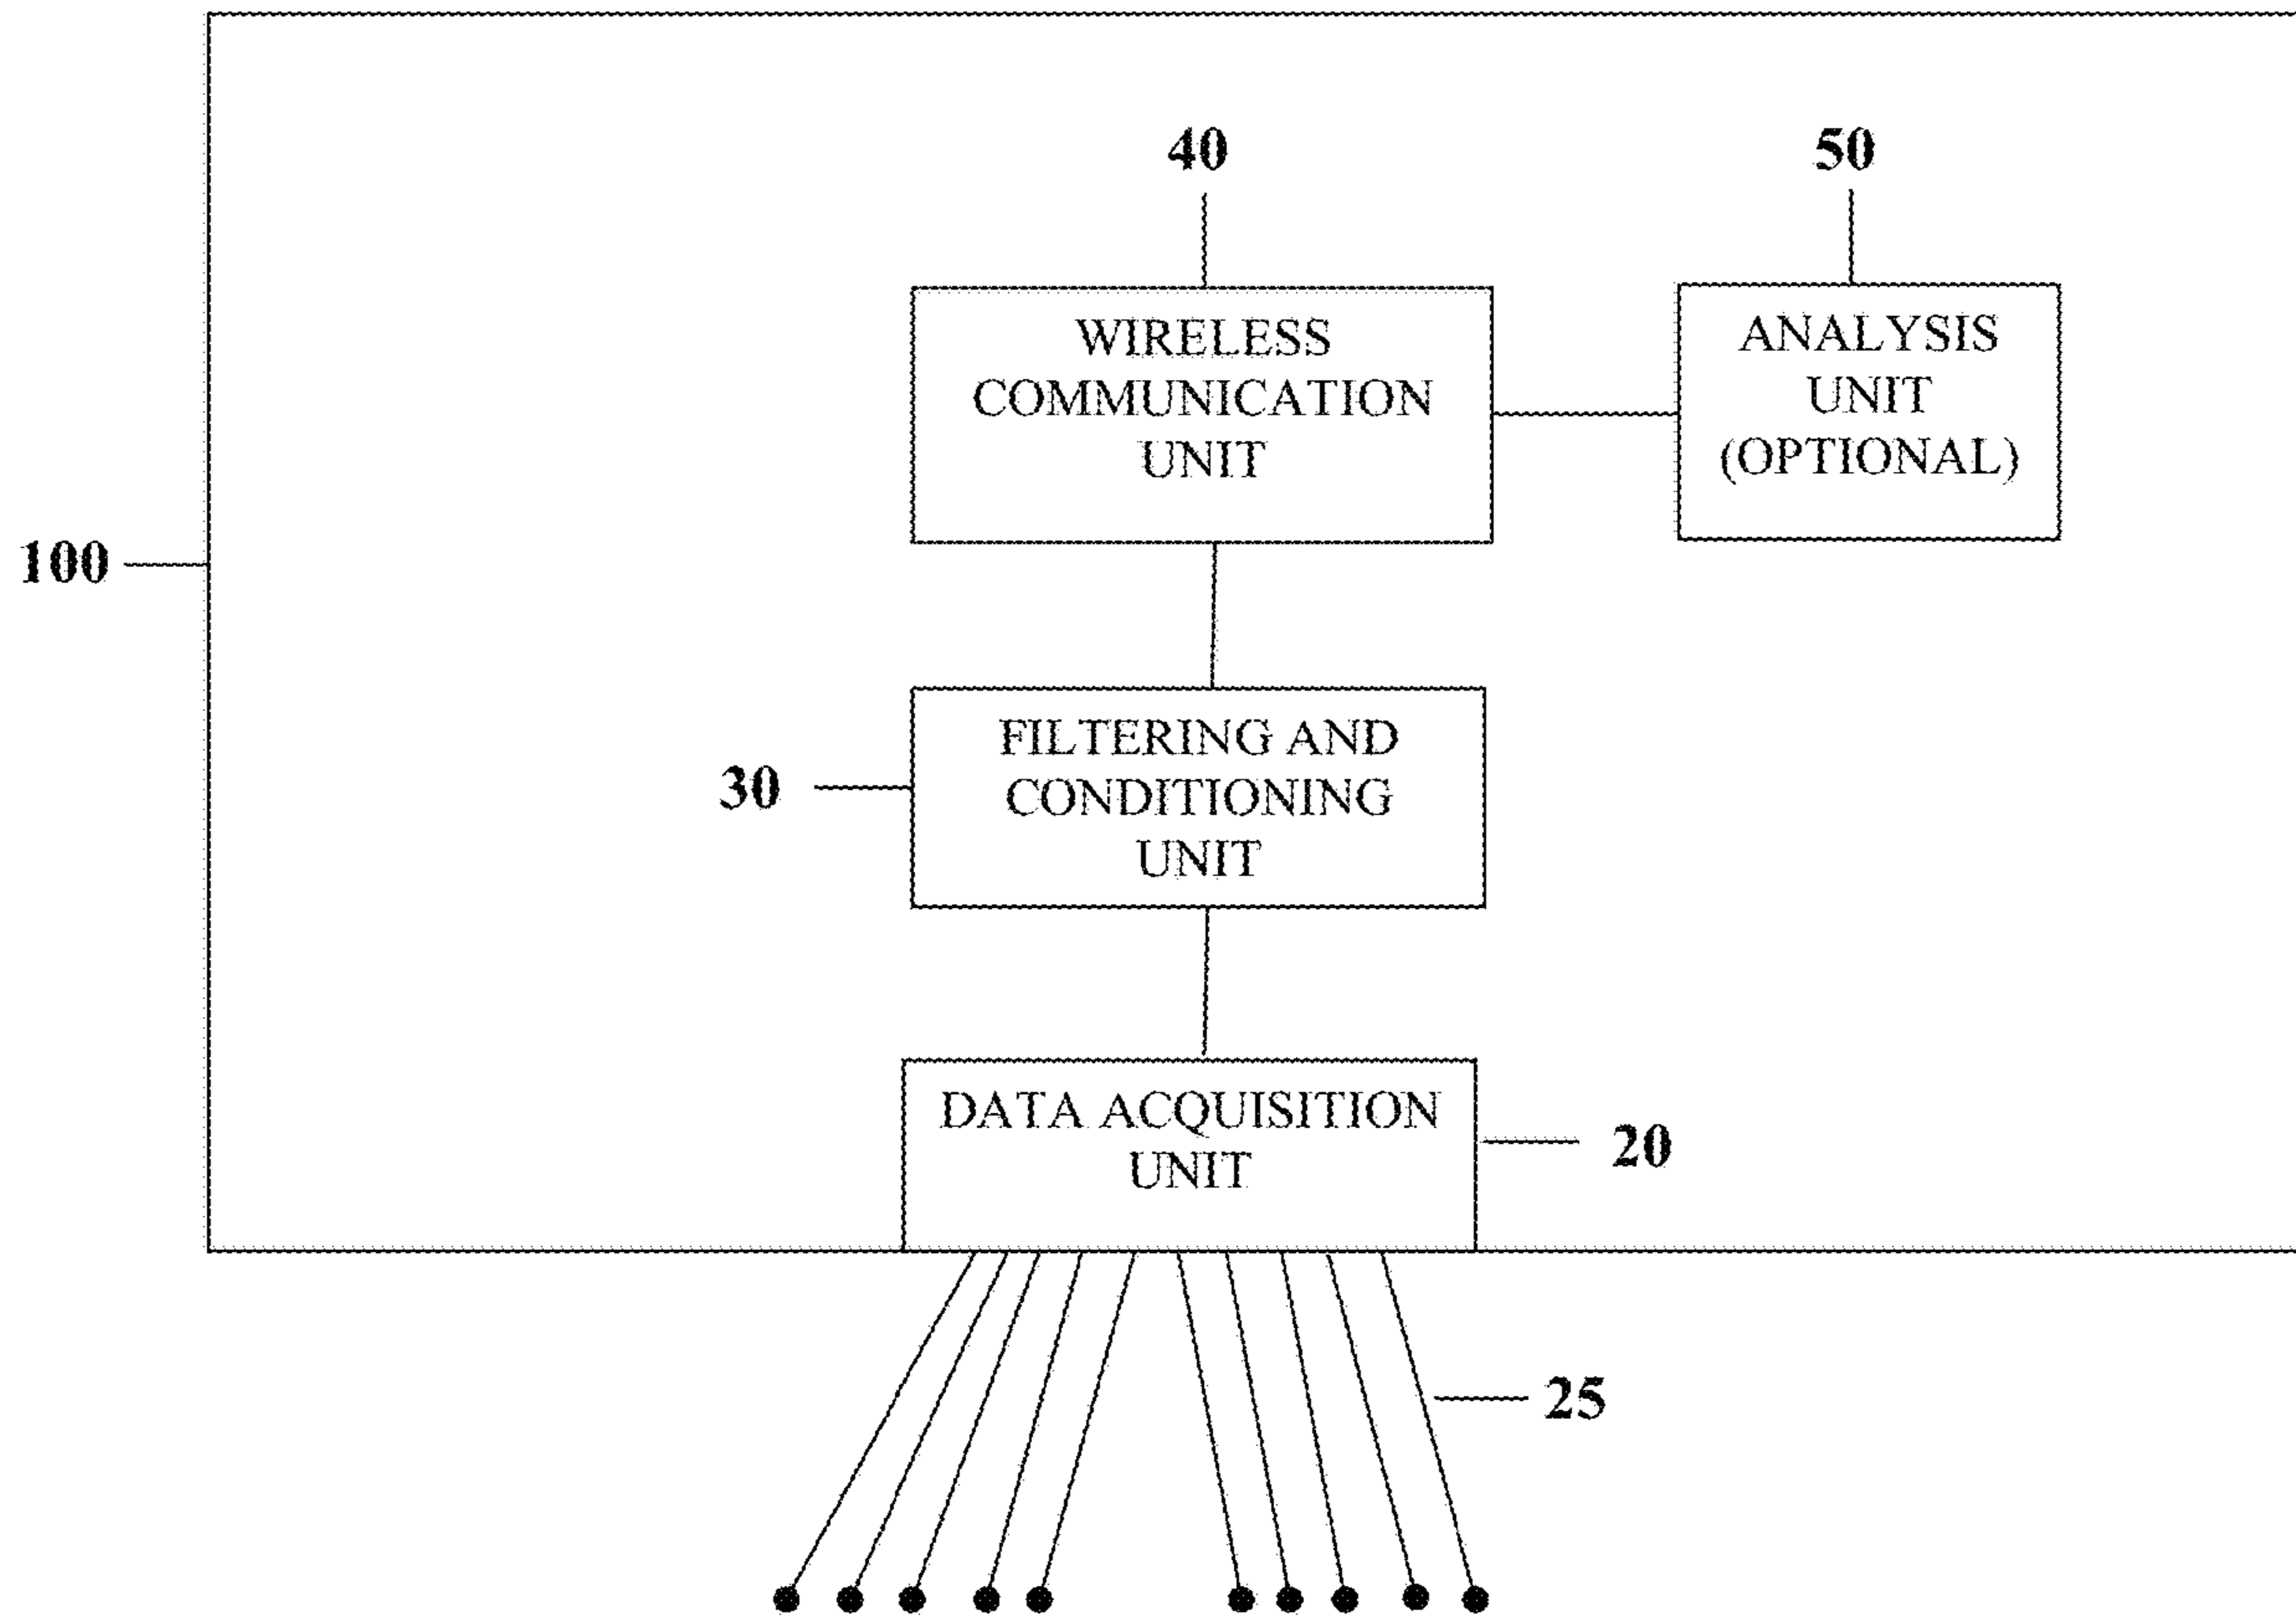 40
50
WIRELESS
COMMUNICATION
UNIT
ANALYSIS
UNIT
(OPTIONAL)
100
FILTERING AND
CONDITIONING
UNIT
30
DATA ACQUISITION
UNIT
20
25